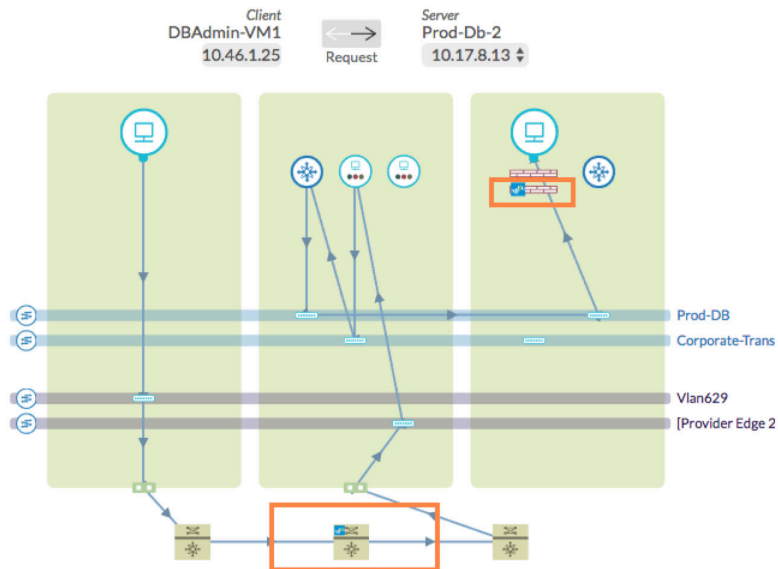 Client
DBAdmin-VM1
10.46.1.25
Request
Server
Prod-Db-2
10.17.8.13
Prod-DB
Corporate-Trans
Vlan629
[Provider Edge 2